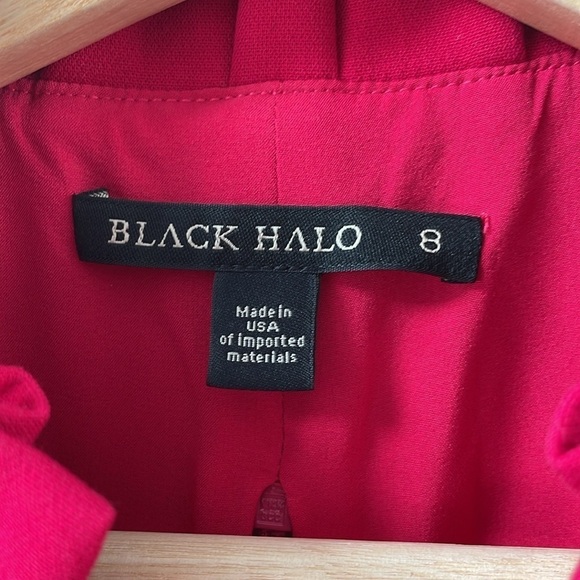 BLACK HALO 8
Made in
USA
of imported
materials